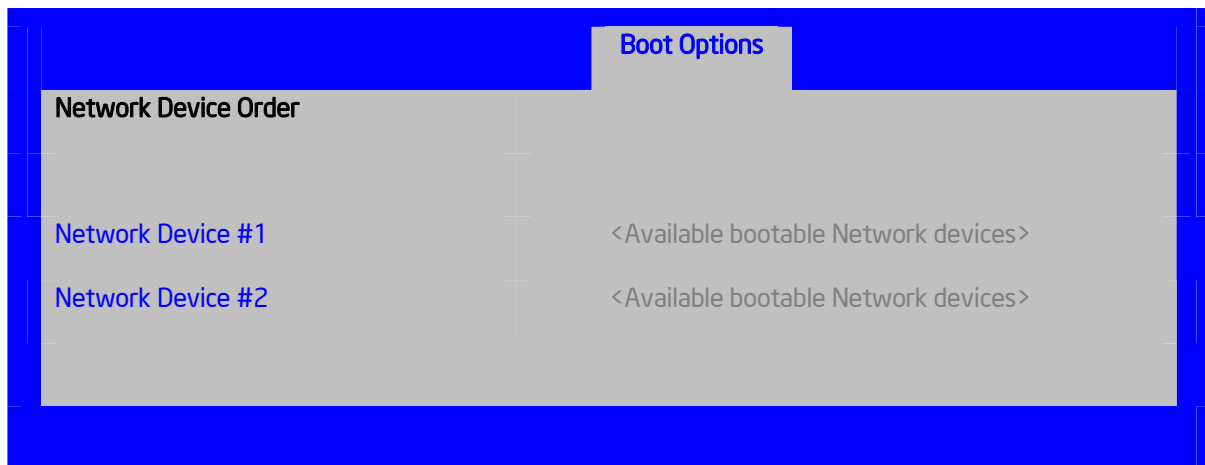 Boot Options
Network Device Order
Network Device #1 <Available bootable Network devices>
Network Device #2 <Available bootable Network devices>